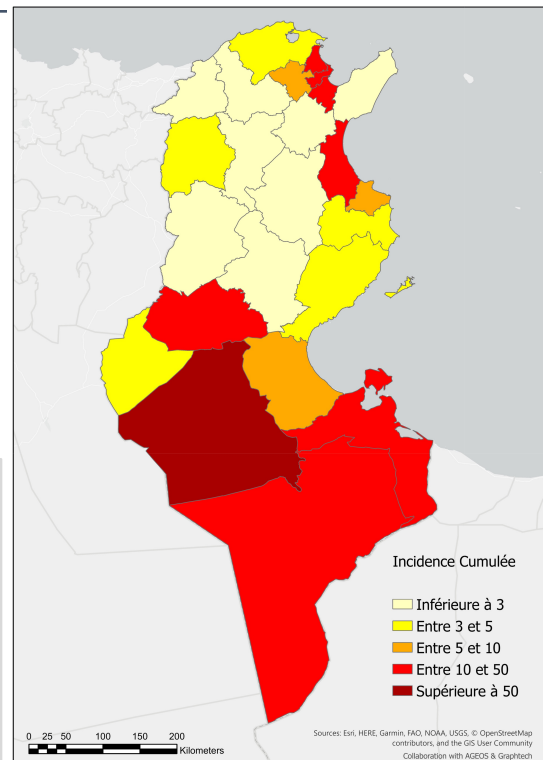 Incidence Cumulée
Inférieure à 3
Entre 3 et 5
Entre 5 et 10
Entre 10 et 50
Supérieure à 50
0 25 50 100 150 200
Kilometers
Sources: Esri, HERE, Garmin, FAO, NOAA, USGS, © OpenStreetMap
contributors, and the GIS User Community
Collaboration with AGEOS & Graphtech